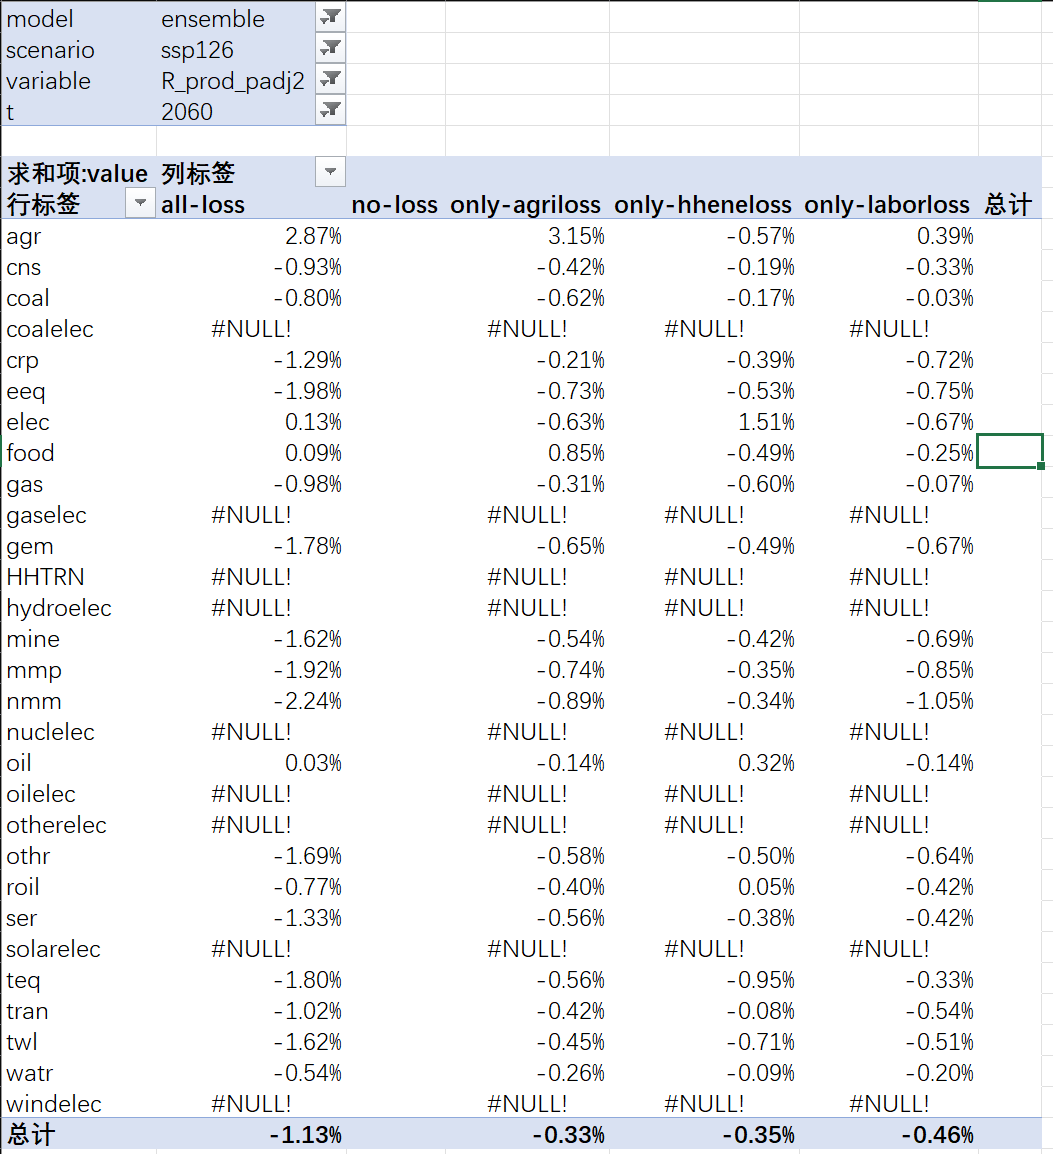 model ensemble
scenario ssp126
variable R_prod_padj2
t 2060
求和项:value 列标签
行标签 all-loss no-loss only-agriloss only-hheneloss only-laborloss 总计
agr 2.87% 3.15% -0.57% 0.39%
cns -0.93% -0.42% -0.19% -0.33%
coal -0.80% -0.62% -0.17% -0.03%
coalelec #NULL! #NULL! #NULL! #NULL!
crp -1.29% -0.21% -0.39% -0.72%
eeq -1.98% -0.73% -0.53% -0.75%
elec 0.13% -0.63% 1.51% -0.67%
food 0.09% 0.85% -0.49% -0.25%
gas -0.98% -0.31% -0.60% -0.07%
gaselec #NULL! #NULL! #NULL! #NULL!
gem -1.78% -0.65% -0.49% -0.67%
HHTRN #NULL! #NULL! #NULL! #NULL!
hydroelec #NULL! #NULL! #NULL! #NULL!
mine -1.62% -0.54% -0.42% -0.69%
mmp -1.92% -0.74% -0.35% -0.85%
nmm -2.24% -0.89% -0.34% -1.05%
nuclelec #NULL! #NULL! #NULL! #NULL!
oil 0.03% -0.14% 0.32% -0.14%
oilelec #NULL! #NULL! #NULL! #NULL!
otherelec #NULL! #NULL! #NULL! #NULL!
othr -1.69% -0.58% -0.50% -0.64%
roil -0.77% -0.40% 0.05% -0.42%
ser -1.33% -0.56% -0.38% -0.42%
solarelec #NULL! #NULL! #NULL! #NULL!
teq -1.80% -0.56% -0.95% -0.33%
tran -1.02% -0.42% -0.08% -0.54%
twl -1.62% -0.45% -0.71% -0.51%
watr -0.54% -0.26% -0.09% -0.20%
windelec #NULL! #NULL! #NULL! #NULL!
总计 -1.13% -0.33% -0.35% -0.46%